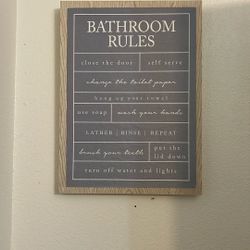 BATHROOM
RULES
close the door self serve
change the toilet paper
hang up your towel
use soap wash your hands
LATHER | RINSE | REPEAT
brush your teeth put the
lid down
turn off water and lights